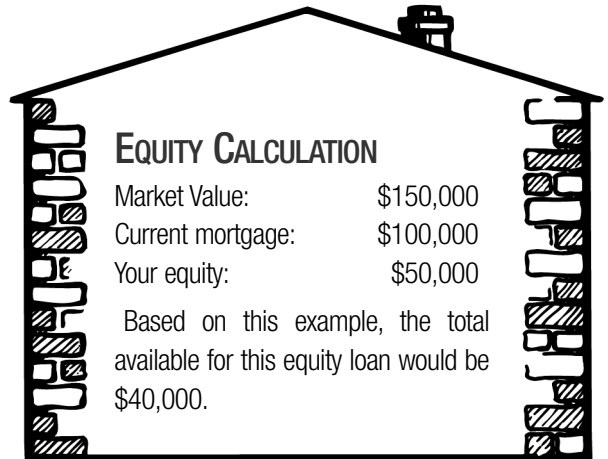 EQUITY CALCULATION
Market Value: $150,000
Current mortgage: $100,000
Your equity: $50,000
Based on this example, the total
available for this equity loan would be
$40,000.